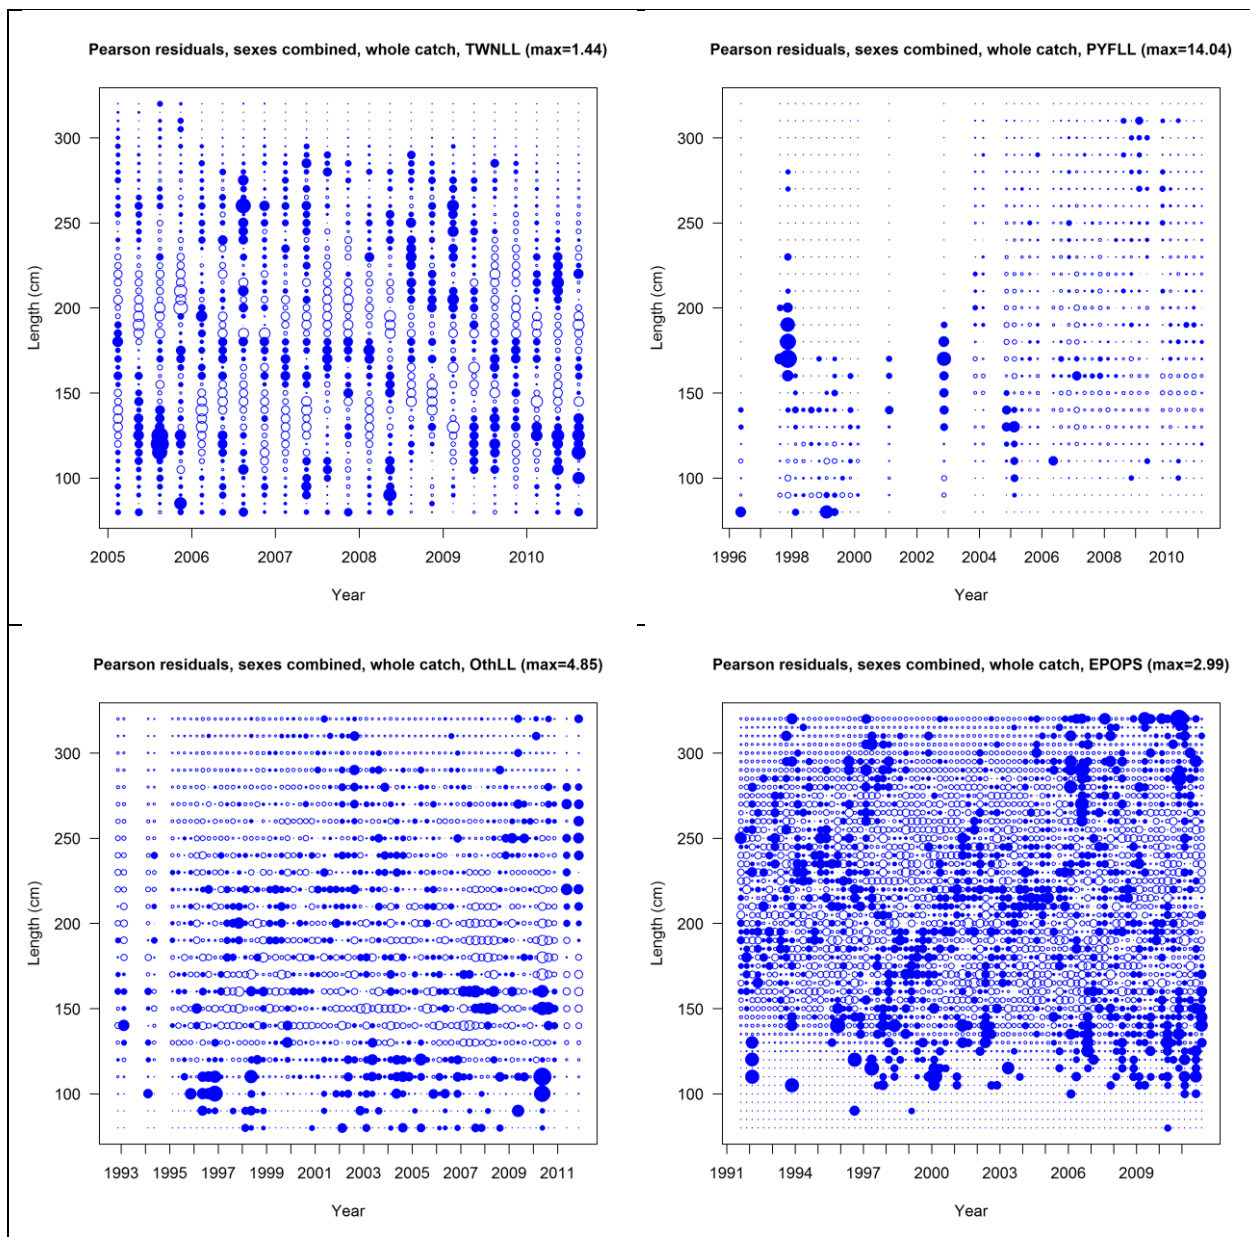 Pearson residuals, sexes combined, whole catch, TWNLL (max=1.44)
Length (cm)
300
250
200
150
100
2005 2006 2007 2008 2009 2010
Year
Pearson residuals, sexes combined, whole catch, PYFLL (max=14.04)
Length (cm)
300
250
200
150
100
1996 1998 2000 2002 2004 2006 2008 2010
Year
Pearson residuals, sexes combined, whole catch, OthLL (max=4.85)
Length (cm)
300
250
200
150
100
1993 1995 1997 1999 2001 2003 2005 2007 2009 2011
Year
Pearson residuals, sexes combined, whole catch, EPOPS (max=2.99)
Length (cm)
300
250
200
150
100
1991 1994 1997 2000 2003 2006 2009
Year